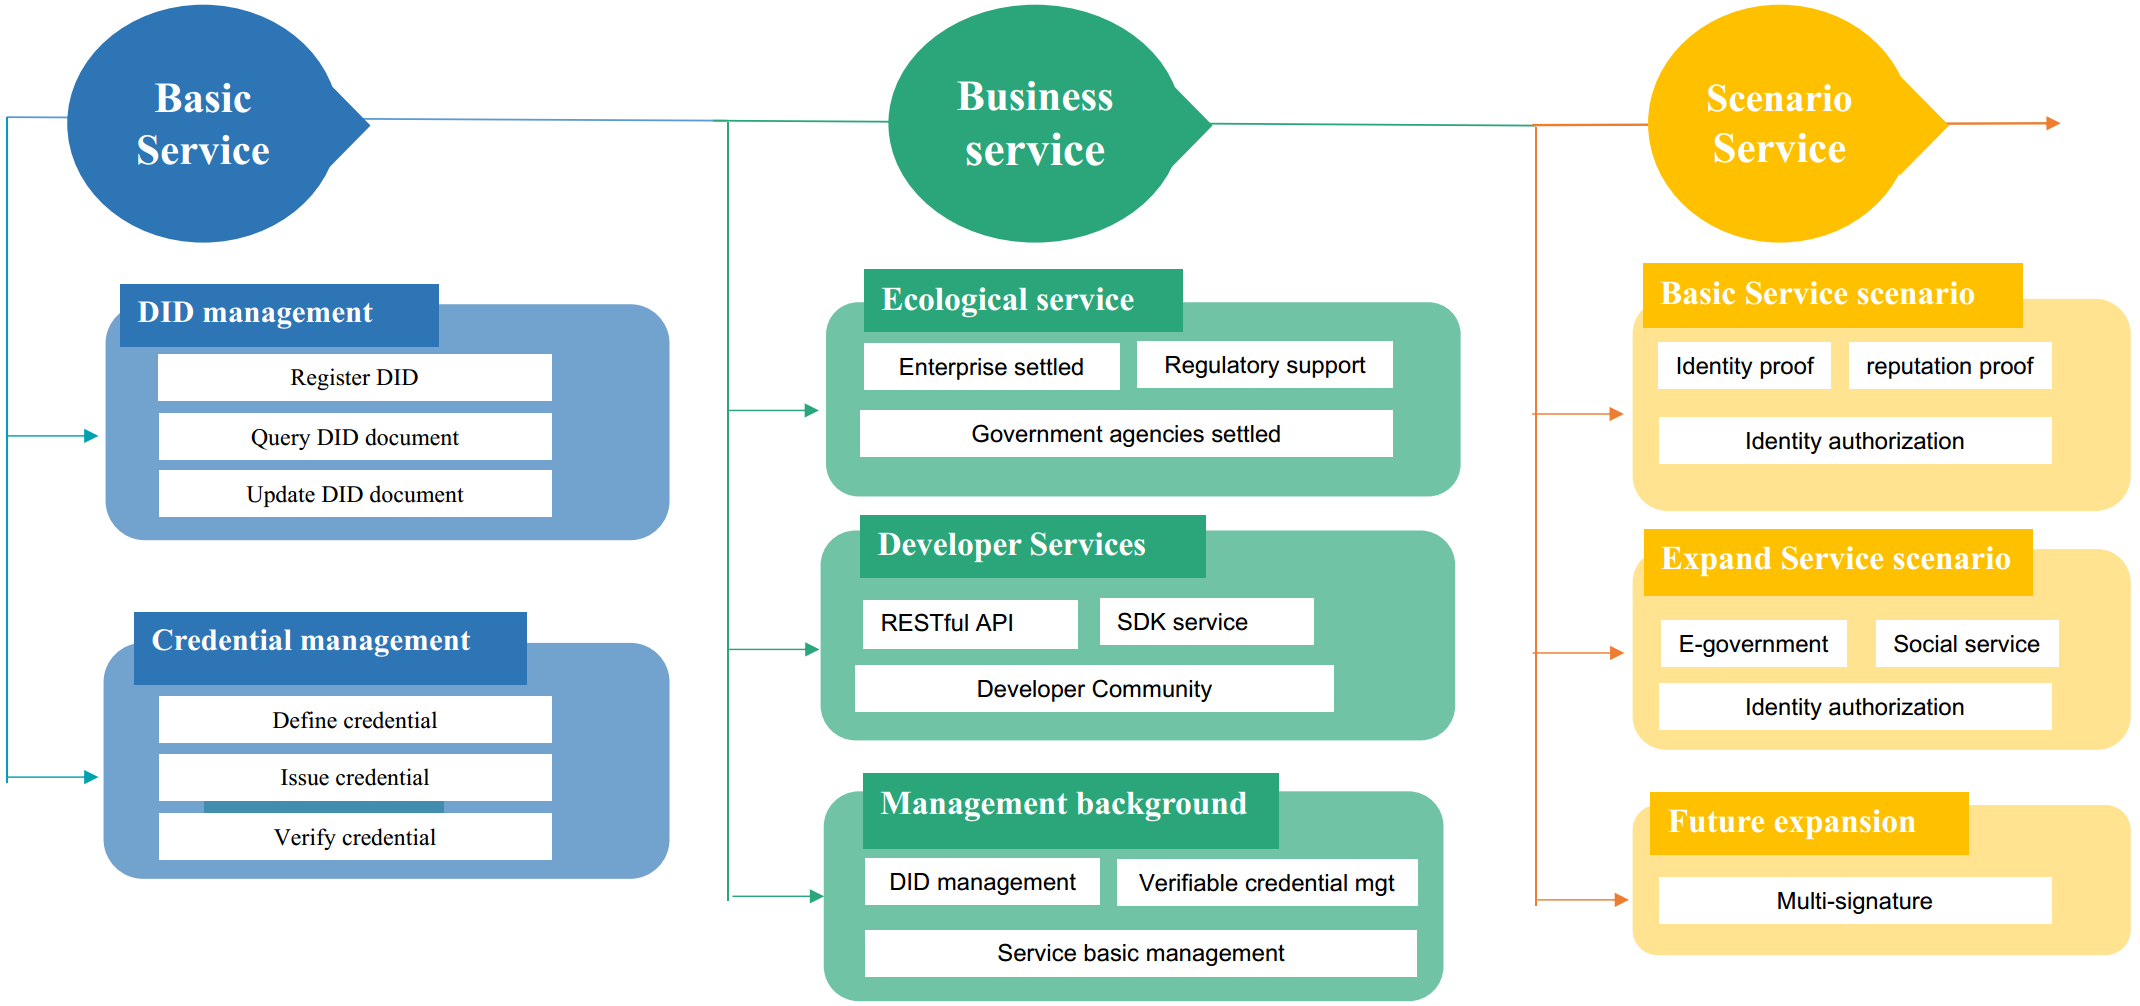 Basic
Service
Business
service
Scenario
Service
DID management
Register DID
Query DID document
Update DID document
Credential management
Define credential
Issue credential
Verify credential
Ecological service
Enterprise settled
Regulatory support
Government agencies settled
Developer Services
RESTful API
SDK service
Developer Community
Management background
DID management
Verifiable credential mgt
Service basic management
Basic Service scenario
Identity proof
reputation proof
Identity authorization
Expand Service scenario
E-government
Social service
Identity authorization
Future expansion
Multi-signature